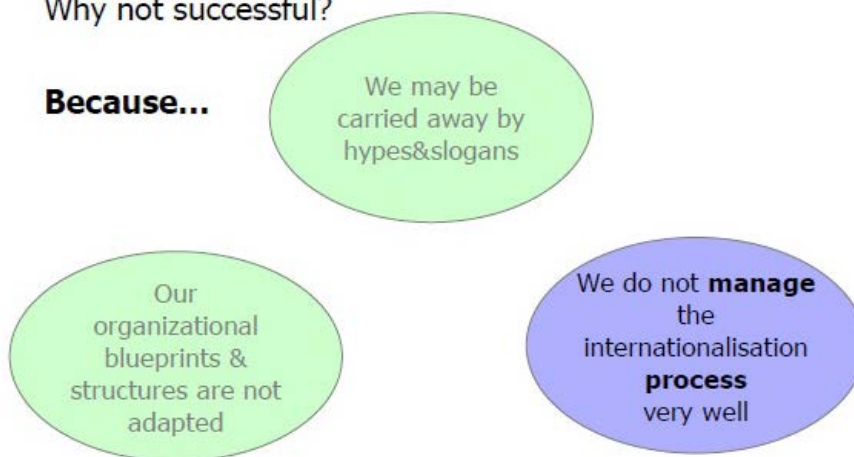 Why not successful?
Because...
We may be
carried away by
hypes&slogans
Our
organizational
blueprints &
structures are not
adapted
We do not manage
the
internationalisation
process
very well